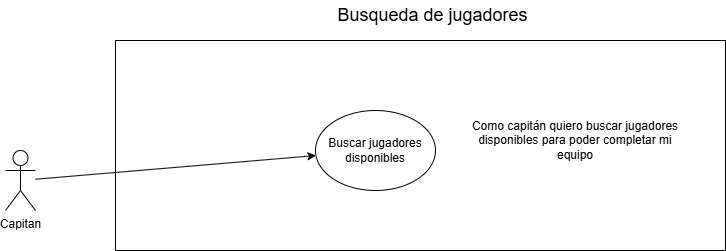 Busqueda de jugadores
Buscar jugadores
disponibles
Como capitán quiero buscar jugadores
disponibles para poder completar mi
equipo
Capitan